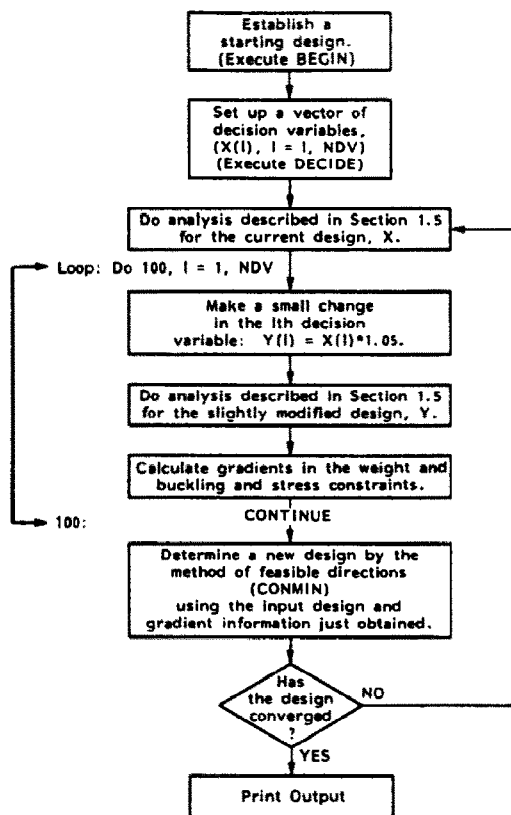 Establish a
starting design.
(Execute BEGIN)
Set up a vector of
decision variables,
(X(I), I = I, NDV)
(Execute DECIDE)
Do analysis described in Section 1.5
for the current design, X.
Loop: Do 100, I = 1, NDV
Make a small change
in the Ith decision
variable: Y(I) = X(I)*1.05.
Do analysis described in Section 1.5
for the slightly modified design, Y.
Calculate gradients in the weight and
buckling and stress constraints.
CONTINUE
100:
Determine a new design by the
method of feasible directions
(CONMIN)
using the input design and
gradient information just obtained.
Has
the design
converged
?
NO
YES
Print Output